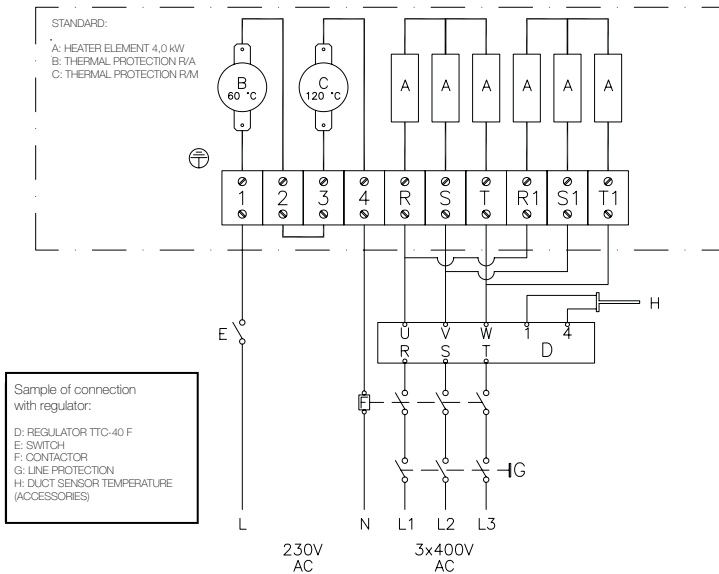 STANDARD:
A: HEATER ELEMENT 4,0 kW
B: THERMAL PROTECTION R/A
C: THERMAL PROTECTION R/M
B
60 °C
C
120 °C
A A A A A A
1 2 3 4 R S T R1 S1 T1
H
E
U V W 1 4
R S T D
F
G
Sample of connection
with regulator:
D: REGULATOR TTC-40 F
E: SWITCH
F: CONTACTOR
G: LINE PROTECTION
H: DUCT SENSOR TEMPERATURE
(ACCESSORIES)
L N L1 L2 L3
230V
AC
3x400V
AC